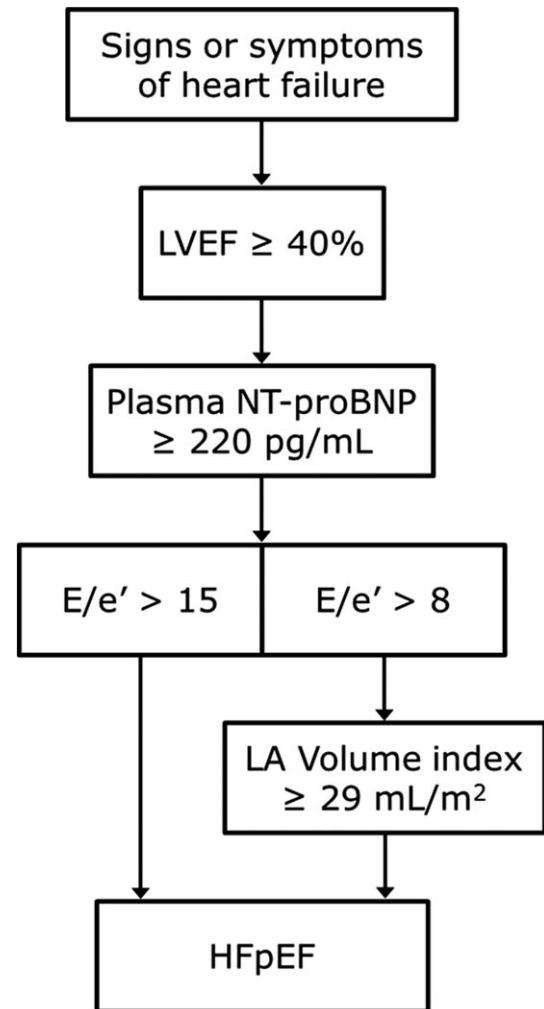 Signs or symptoms
of heart failure
LVEF ≥ 40%
Plasma NT-proBNP
≥ 220 pg/mL
E/e’ > 15
E/e’ > 8
LA Volume index
≥ 29 mL/m²
HFpEF